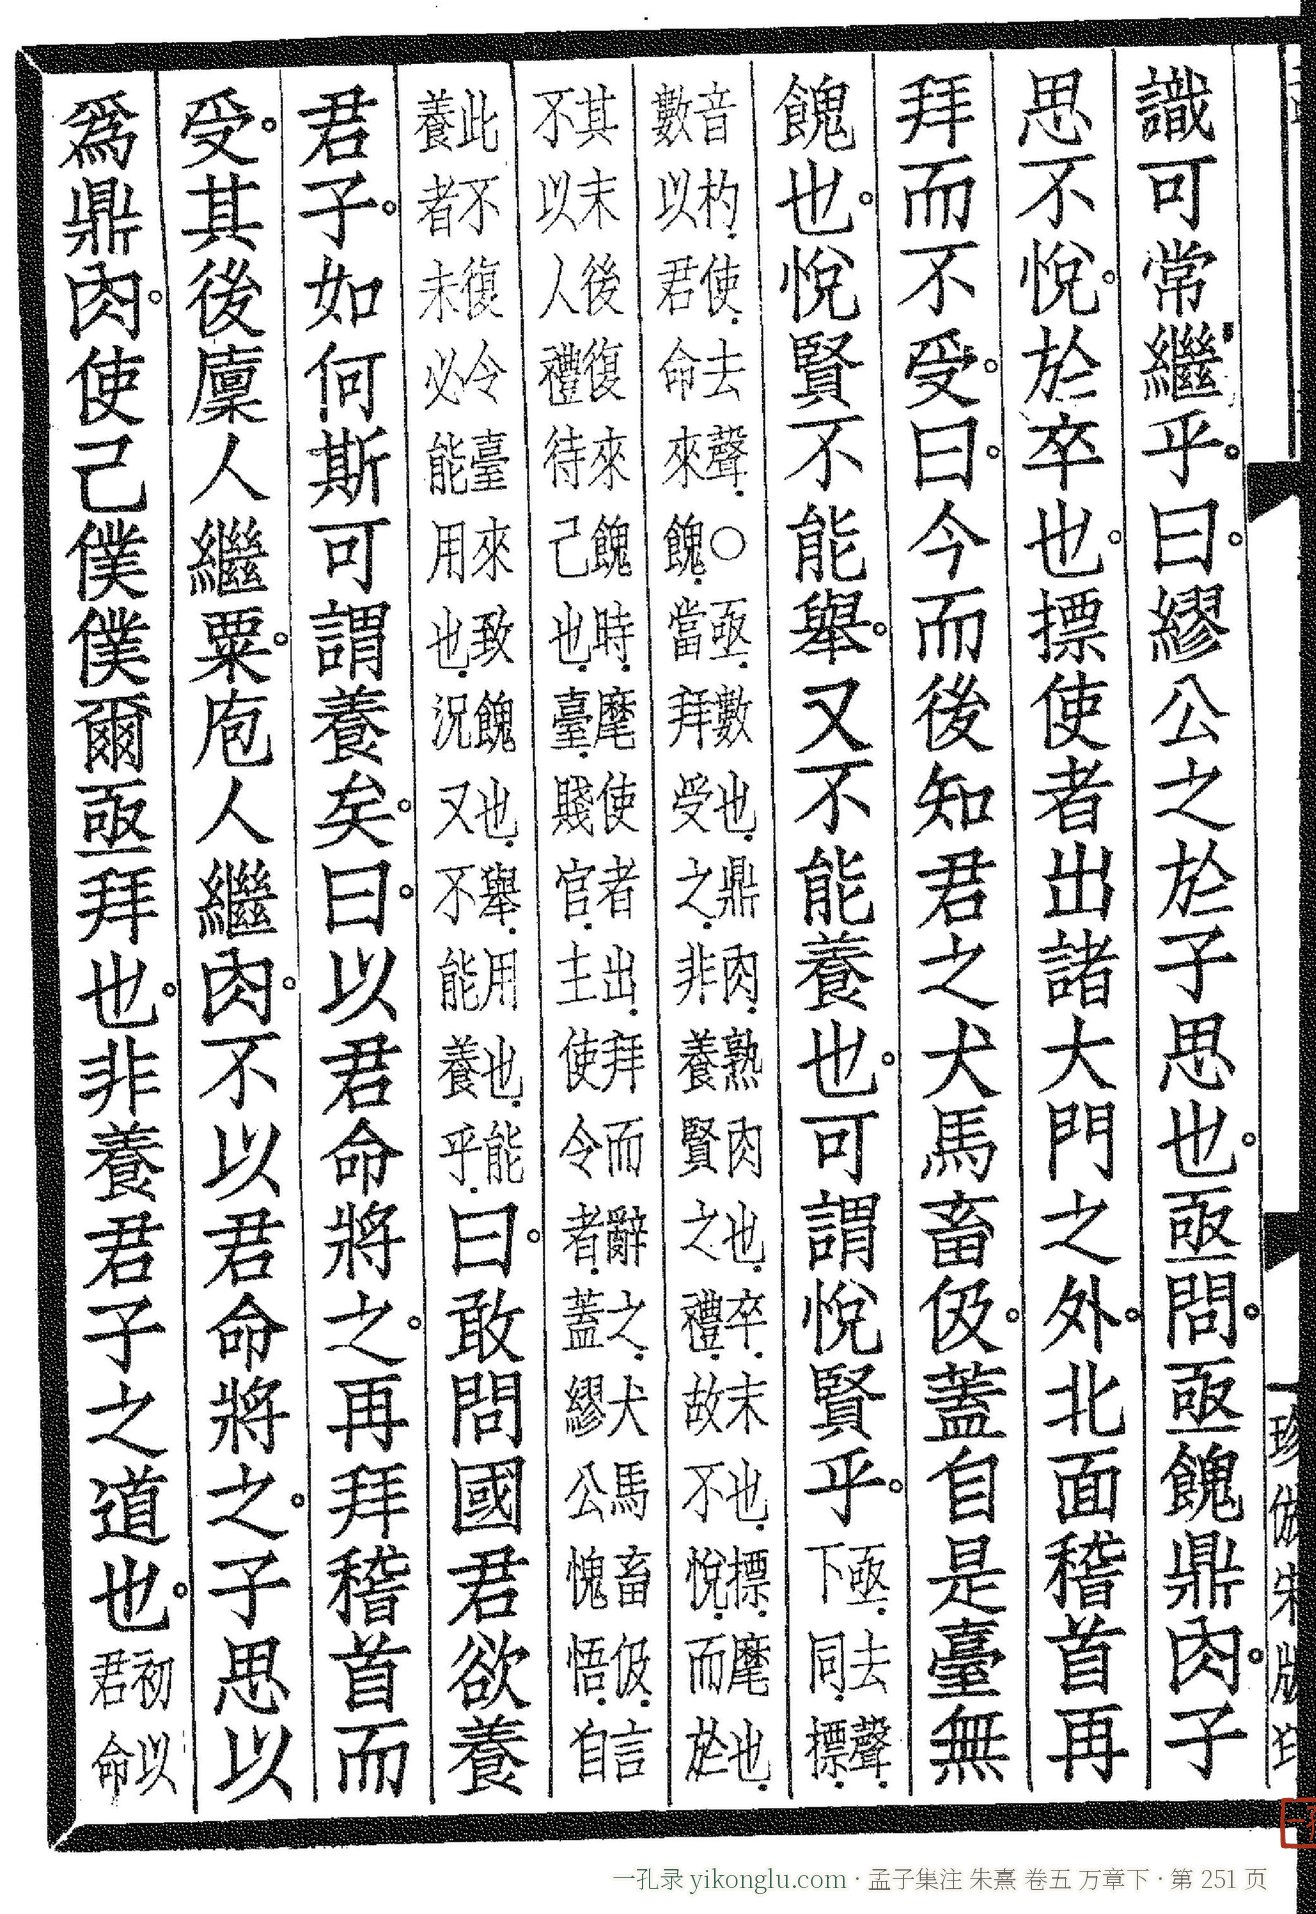 珍倣宋版印
識可常繼乎。曰。繆公之於子思也。亟問。亟餽鼎肉。子
思不悅。於卒也。摽使者出諸大門之外。北面稽首再
拜而不受。曰。今而後知君之犬馬畜伋。蓋自是臺無
餽也。悅賢不能舉。又不能養也。可謂悅賢乎。亟.去聲.
下同.摽.
音杓.使.去聲.○亟.數也.鼎肉.熟肉也.卒.末也.摽.麾也.
數以君命來餽.當拜受之.非養賢之禮.故不悅.而於
其末後復來餽時.麾使者出.拜而辭之.犬馬畜伋.言
不以人禮待己也.臺.賤官.主使令者.蓋繆公愧悟.自
此不復令臺來致餽也.舉.用也.能
養者未必能用也.況又不能養乎.曰。敢問國君欲養
君子。如何斯可謂養矣。曰。以君命將之。再拜稽首而
受。其後廩人繼粟。庖人繼肉。不以君命將之。子思以
爲鼎肉。使己僕僕爾亟拜也。非養君子之道也。初以
君命
一孔录 yikonglu.com · 孟子集注 朱熹 卷五 万章下 · 第 251 页